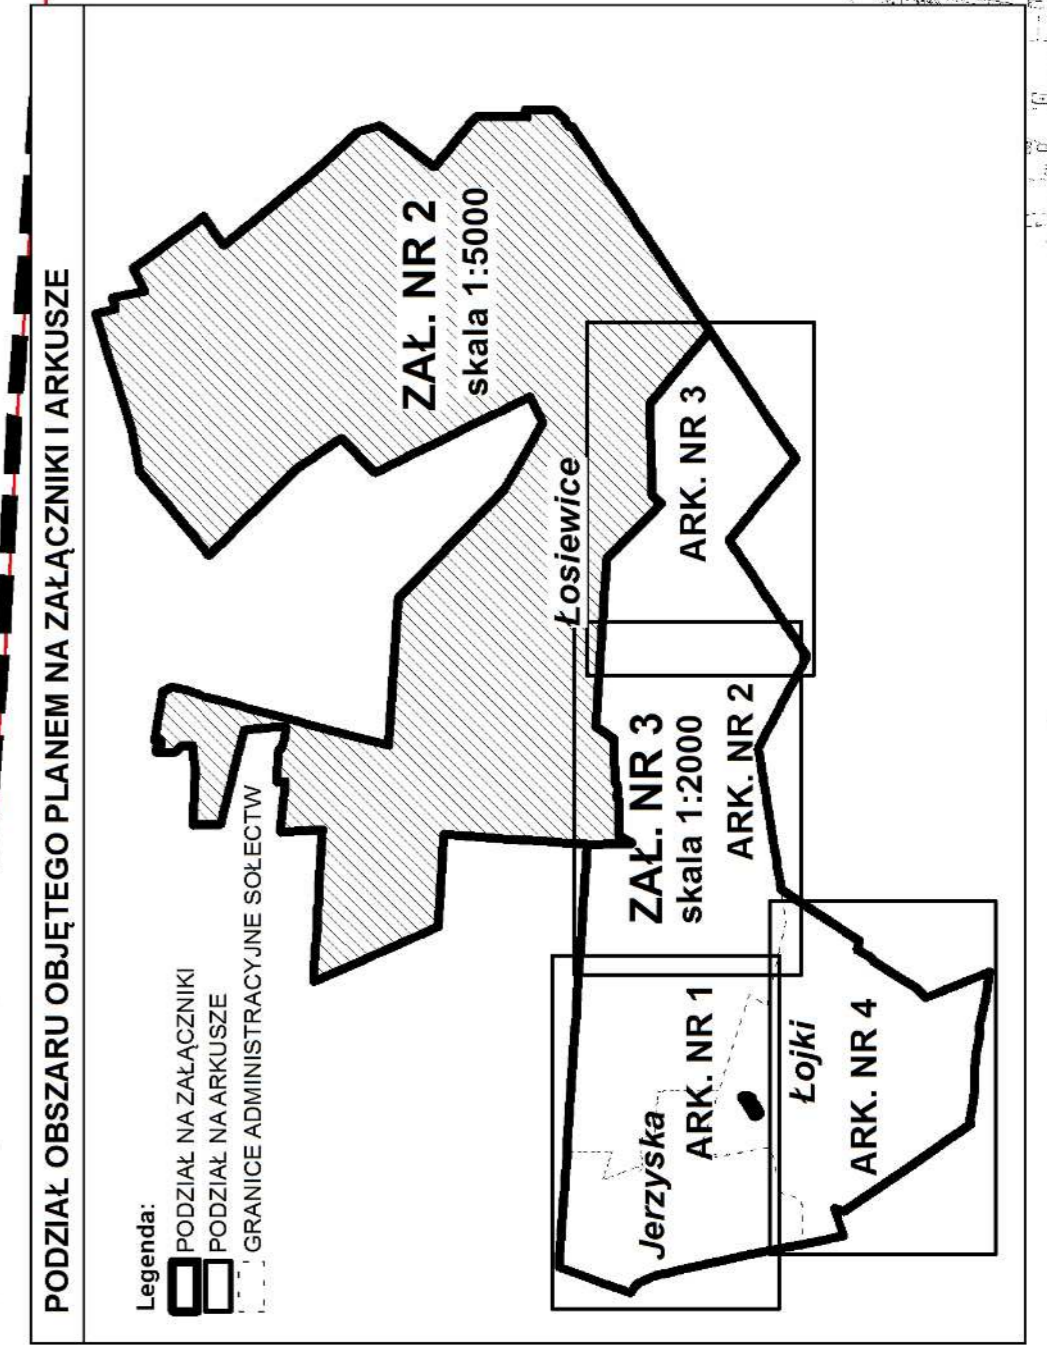 PODZIAŁ OBSZARU OBJĘTEGO PLANEM NA ZAŁĄCZNIKI I ARKUSZE
Legenda:
PODZIAŁ NA ZAŁĄCZNIKI
PODZIAŁ NA ARKUSZE
GRANICE ADMINISTRACYJNE SOŁECTW
ZAŁ. NR 2
skala 1:5000
Łosiewice
ZAŁ. NR 3
skala 1:2000
ARK. NR 3
ARK. NR 2
Jerzyska
ARK. NR 1
Łojki
ARK. NR 4